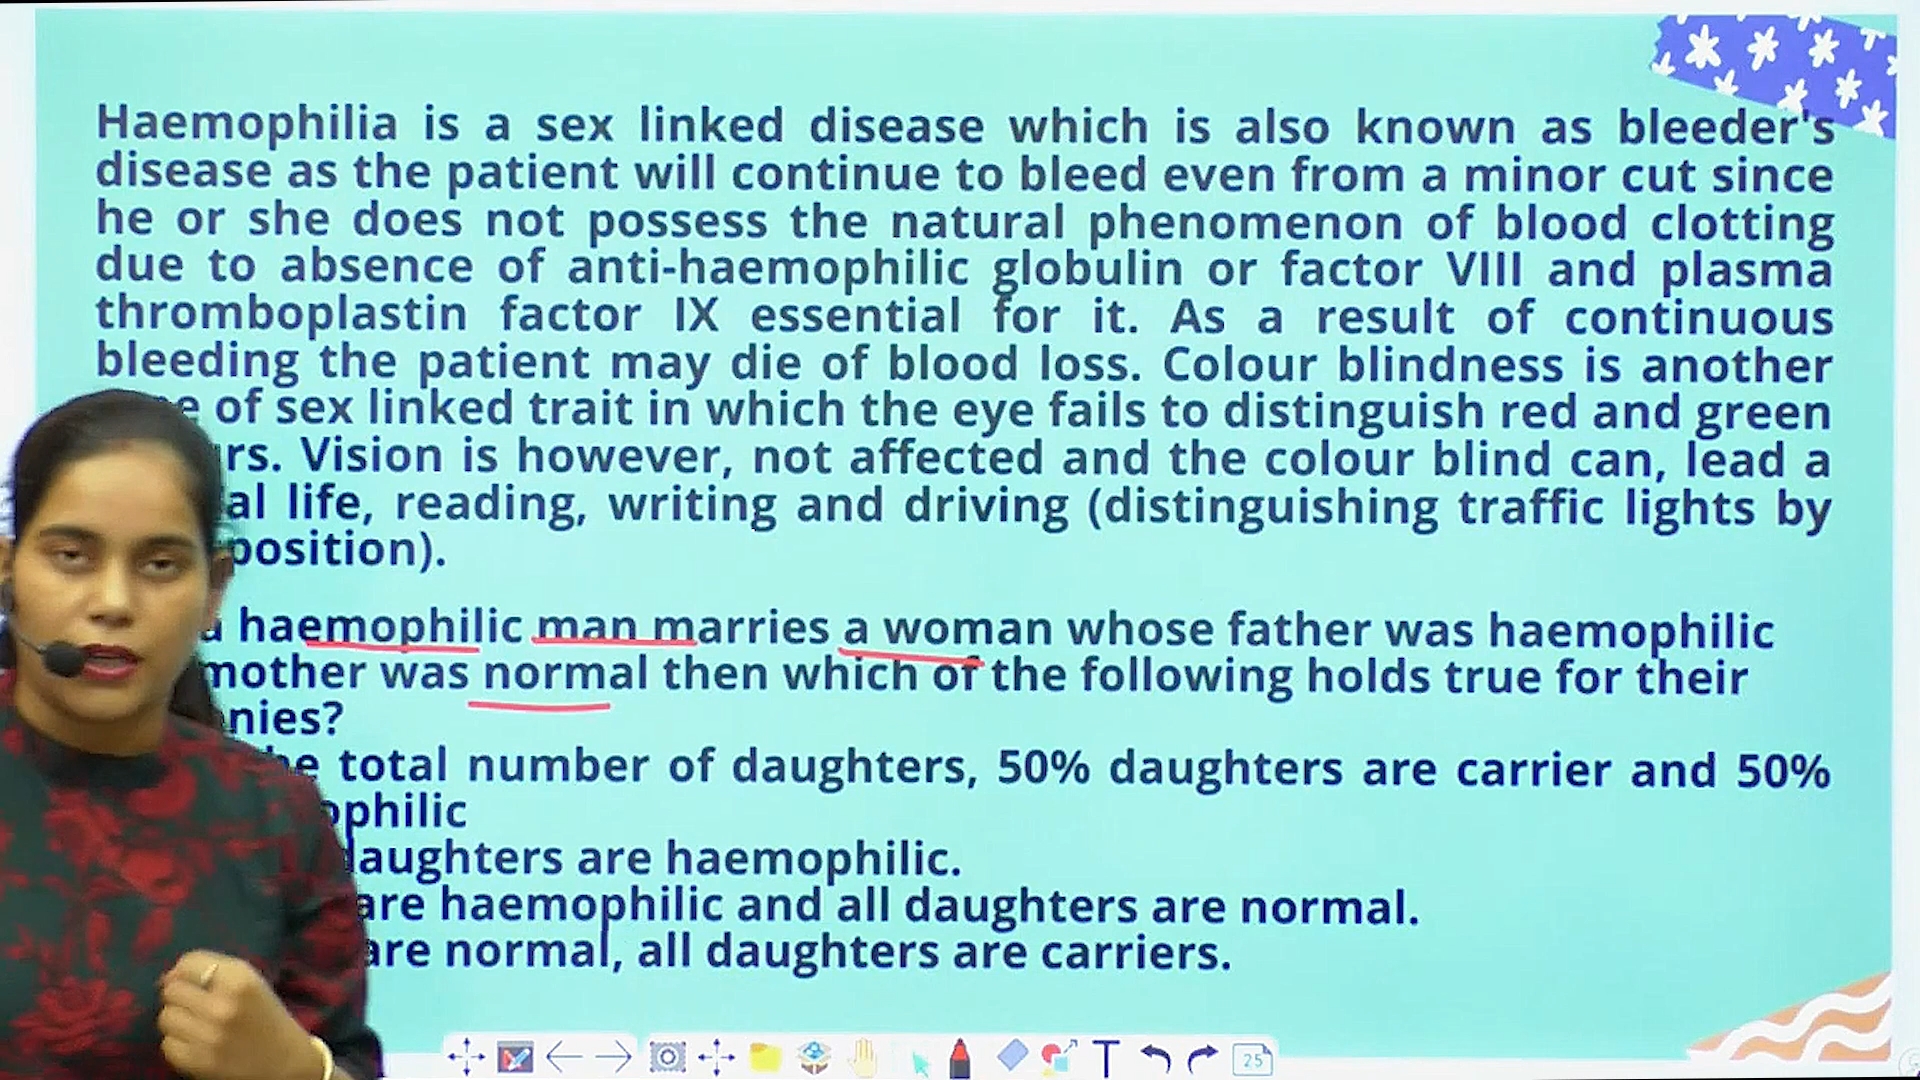 Haemophilia is a sex linked disease which is also known as bleeder's
disease as the patient will continue to bleed even from a minor cut since
he or she does not possess the natural phenomenon of blood clotting
due to absence of anti-haemophilic globulin or factor VIII and plasma
thromboplastin factor IX essential for it. As a result of continuous
bleeding the patient may die of blood loss. Colour blindness is another
of sex linked trait in which the eye fails to distinguish red and green
Vision is however, not affected and the colour blind can, lead a
life, reading, writing and driving (distinguishing traffic lights by
position).
haemophilic man marries a woman whose father was haemophilic
mother was normal then which of the following holds true for their
total number of daughters, 50% daughters are carrier and 50%
daughters are haemophilic.
are haemophilic and all daughters are normal.
are normal, all daughters are carriers.
25